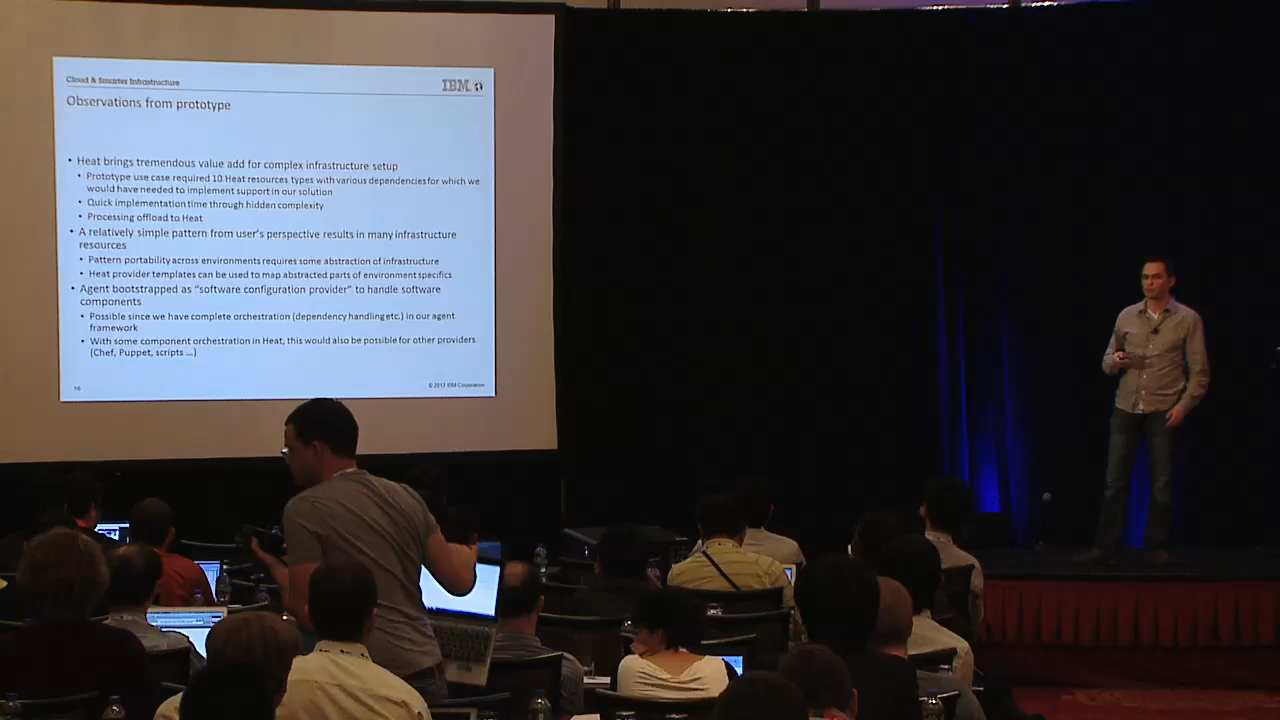 Cloud & Smarter Infrastructure
IBM
Observations from prototype
• Heat brings tremendous value add for complex infrastructure setup
• Prototype use case required 10 Heat resources types with various dependencies for which we
would have needed to implement support in our solution
• Quick implementation time through hidden complexity
• Processing offload to Heat
• A relatively simple pattern from user's perspective results in many infrastructure
resources
• Pattern portability across environments requires some abstraction of infrastructure
• Heat provider templates can be used to map abstracted parts of environment specifics
• Agent bootstrapped as "software configuration provider" to handle software
components
• Possible since we have complete orchestration (dependency handling etc.) in our agent
framework
• With some component orchestration in Heat, this would also be possible for other providers
(Chef, Puppet, scripts ...)
16
© 2013 IBM Corporation